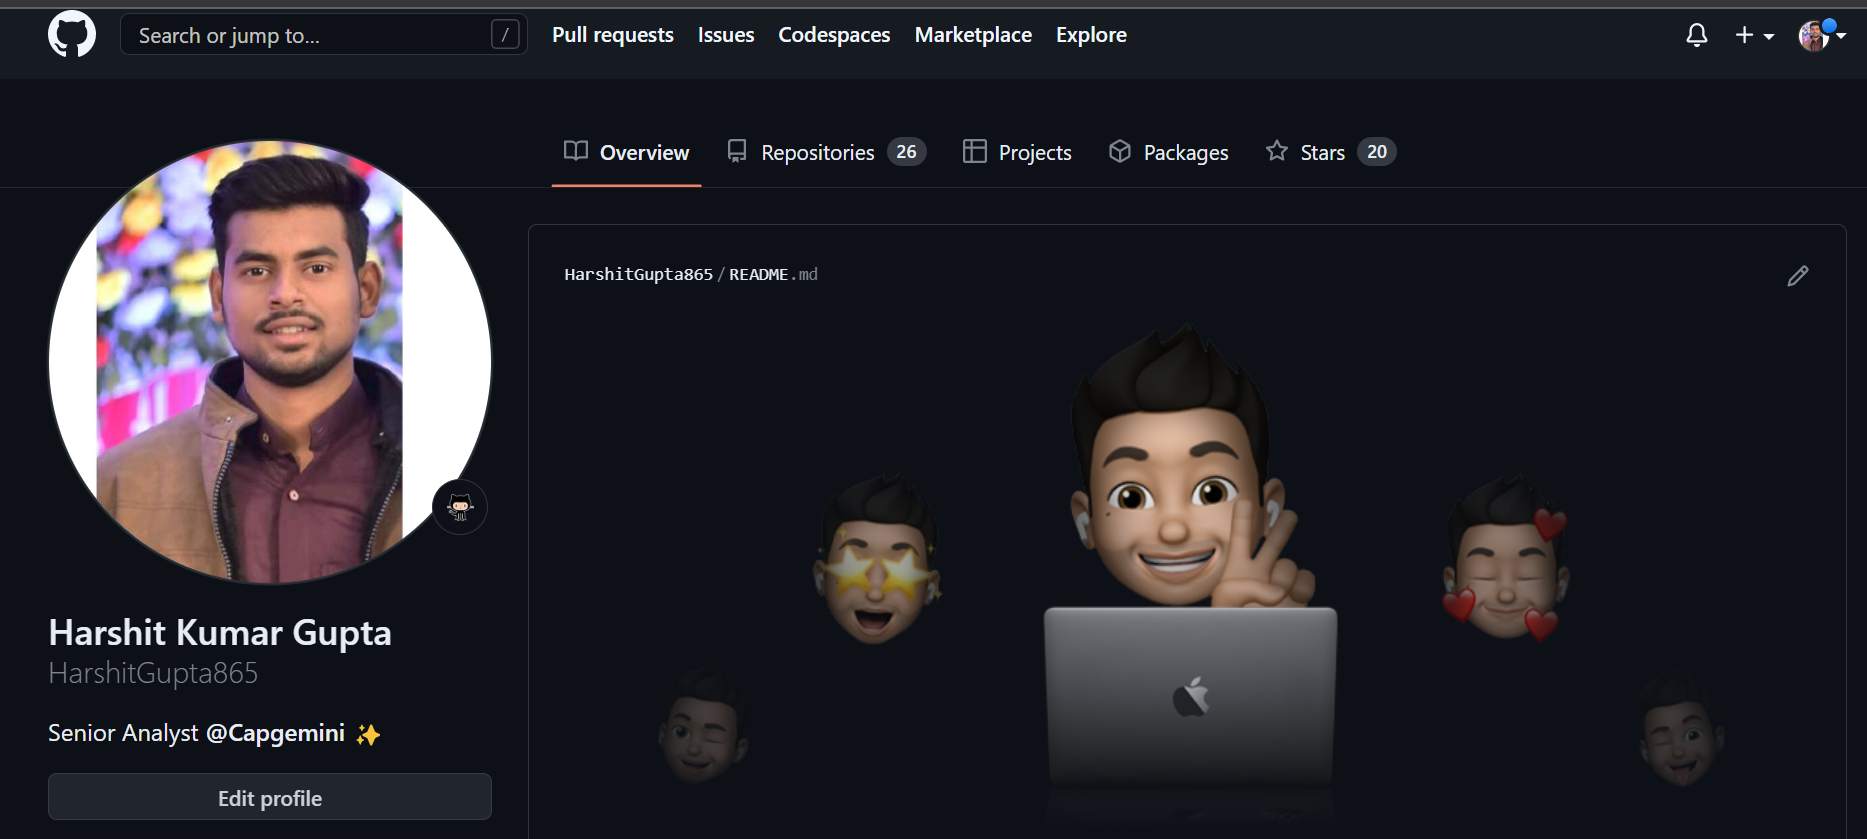 Search or jump to... /
Pull requests Issues Codespaces Marketplace Explore
Overview Repositories 26 Projects Packages Stars 20
HarshitGupta865/README.md
Harshit Kumar Gupta
HarshitGupta865
Senior Analyst @Capgemini ✨
Edit profile